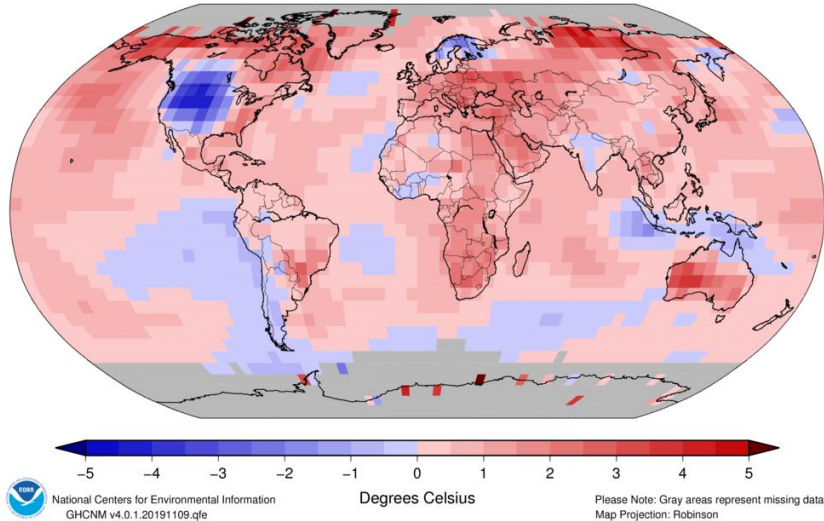 -5 -4 -3 -2 -1 0 1 2 3 4 5
Degrees Celsius
NOAA
National Centers for Environmental Information
GHCNM v4.0.1.20191109.qfe
Please Note: Gray areas represent missing data
Map Projection: Robinson